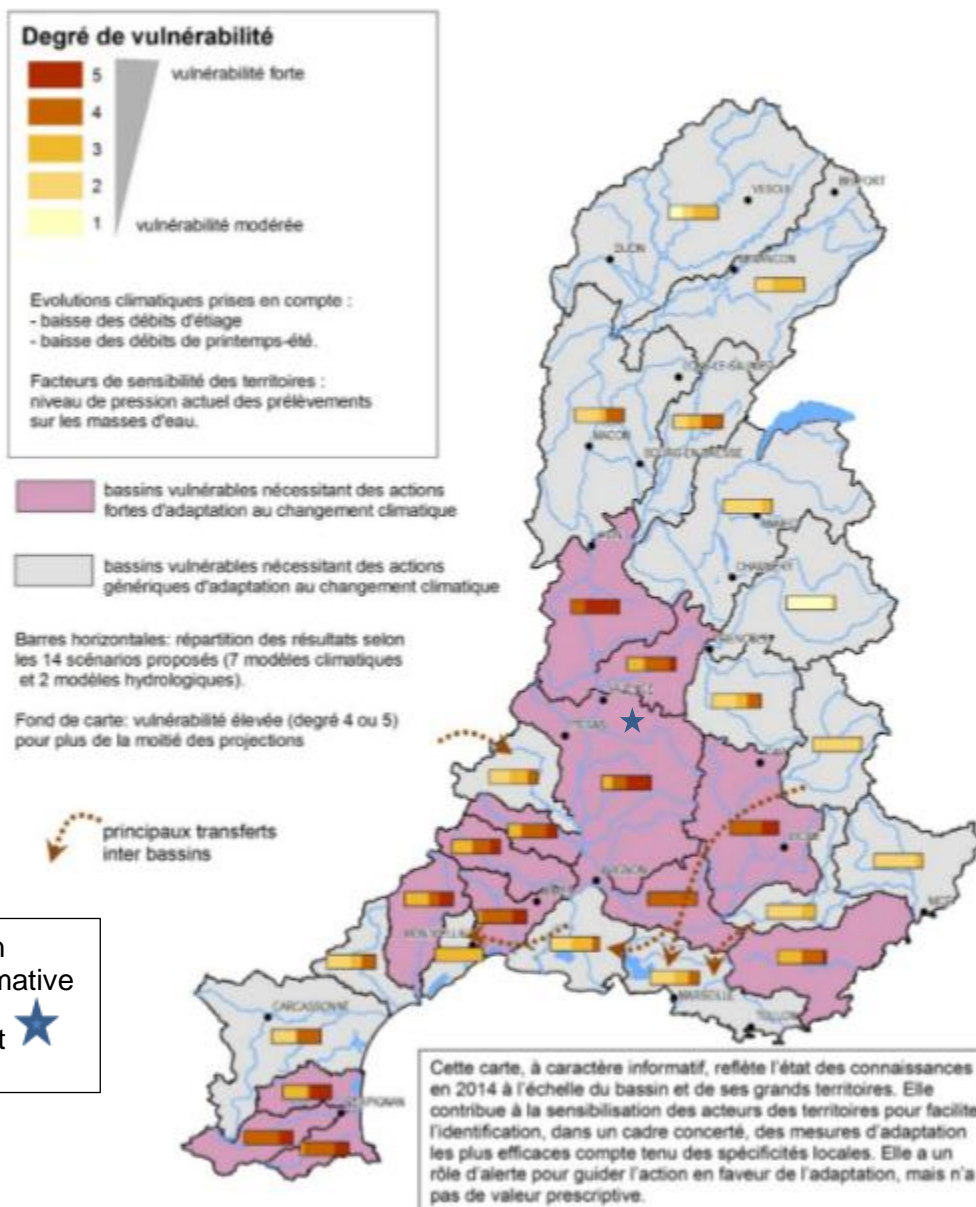 Degré de vulnérabilité
5
vulnérabilité forte
4
3
2
1
vulnérabilité modérée
Evolutions climatiques prises en compte :
- baisse des débits d'étiage
- baisse des débits de printemps-été.
Facteurs de sensibilité des territoires :
niveau de pression actuel des prélèvements
sur les masses d'eau.
bassins vulnérables nécessitant des actions
fortes d'adaptation au changement climatique
bassins vulnérables nécessitant des actions
génériques d'adaptation au changement climatique
Barres horizontales: répartition des résultats selon
les 14 scénarios proposés (7 modèles climatiques
et 2 modèles hydrologiques).
Fond de carte: vulnérabilité élevée (degré 4 ou 5)
pour plus de la moitié des projections
principaux transferts
inter bassins
VESOUL
BELFORT
DIJON
BESANCON
MACON
BOURG-EN-BRESSE
ANNECY
CHAMBERY
GRENOBLE
VALENCE
PRIVAS
AVIGNON
NIMES
MONTPELLIER
NICE
MARSEILLE
TOULON
CARCASSONNE
PERPIGNAN
Cette carte, à caractère informatif, reflète l'état des connaissances
en 2014 à l'échelle du bassin et de ses grands territoires. Elle
contribue à la sensibilisation des acteurs des territoires pour facilite
l'identification, dans un cadre concerté, des mesures d'adaptation
les plus efficaces compte tenu des spécificités locales. Elle a un
rôle d'alerte pour guider l'action en faveur de l'adaptation, mais n'a
pas de valeur prescriptive.